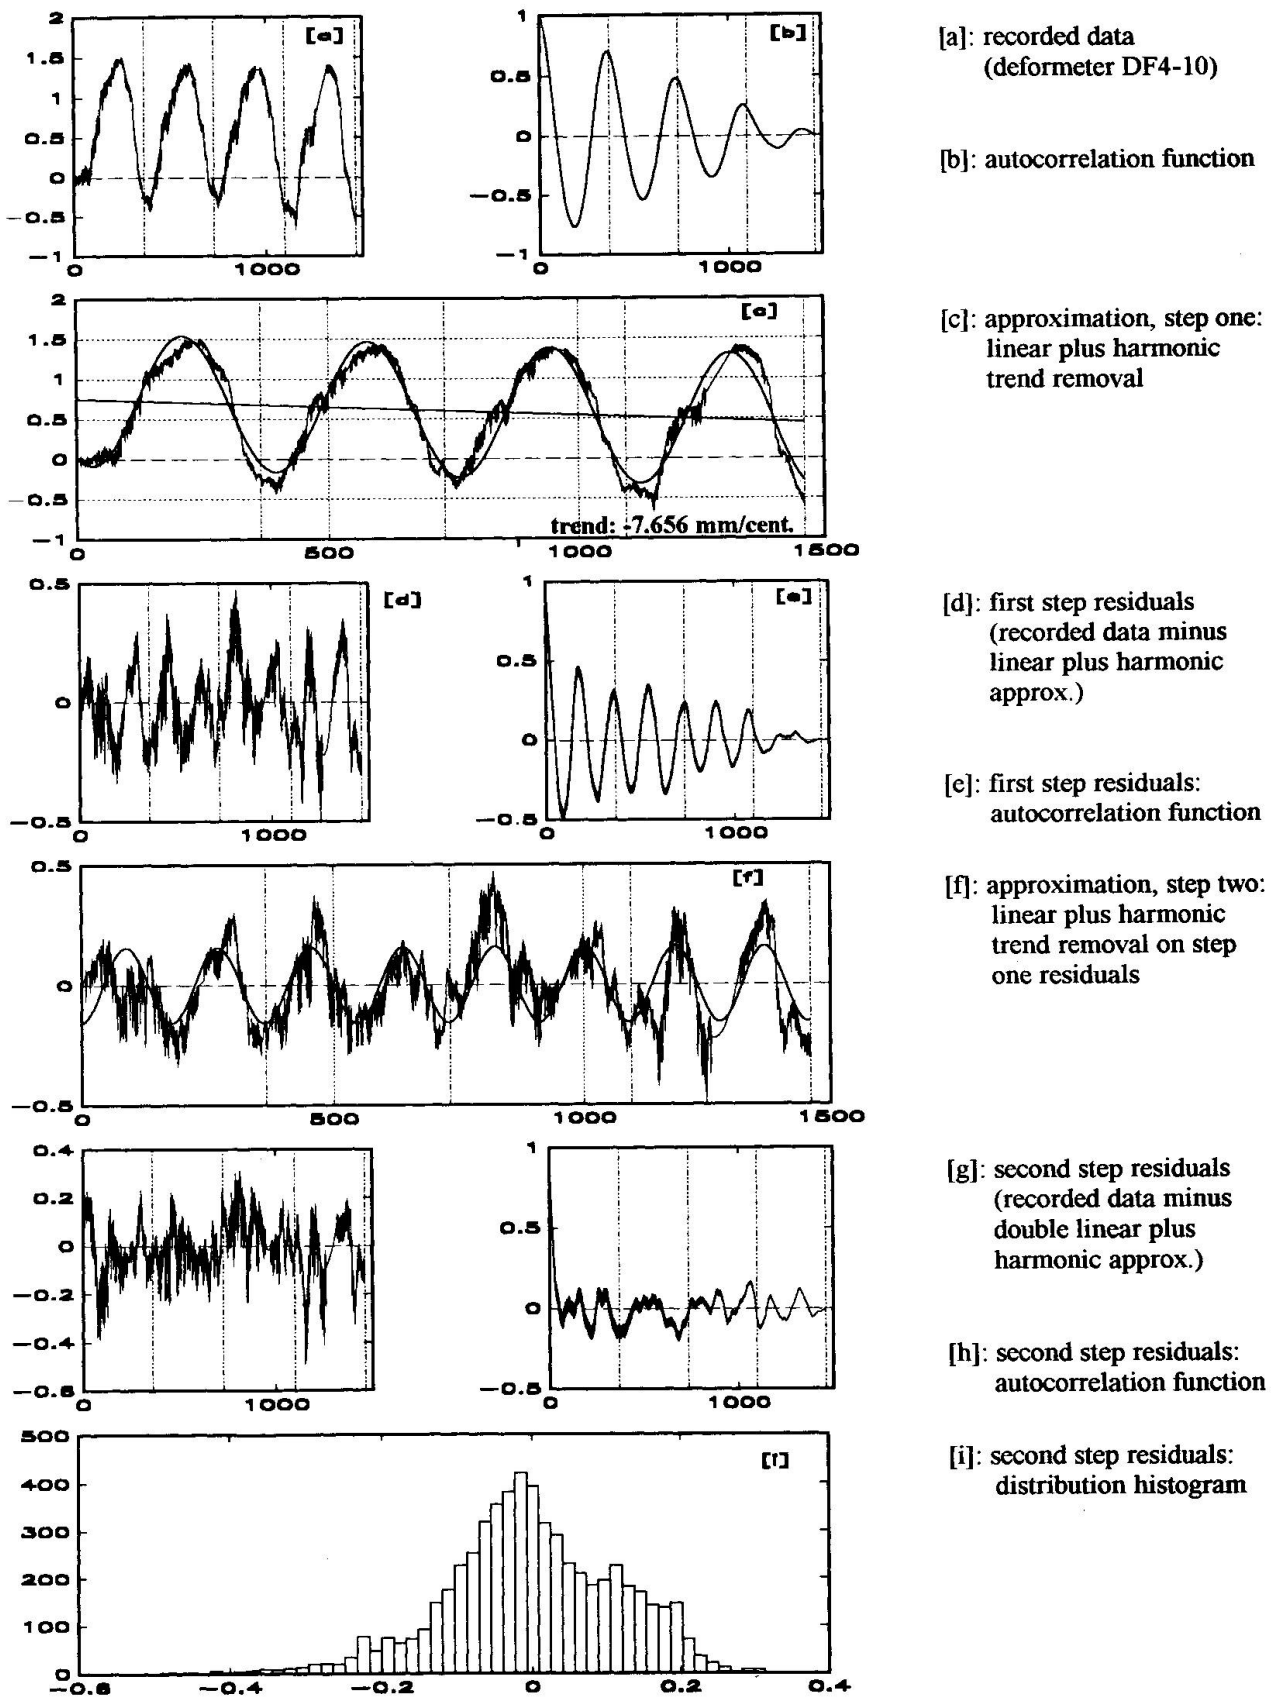 2
1.5
1
0.5
0
−0.5
−1
0
1000
[a]
1
0.5
0
−0.5
−1
0
1000
[b]
[a]: recorded data
(deformeter DF4-10)
[b]: autocorrelation function
2
1.5
1
0.5
0
−0.5
−1
0
500
1000
1500
[c]
trend: -7.656 mm/cent.
[c]: approximation, step one:
linear plus harmonic
trend removal
0.5
0
−0.5
0
1000
[d]
1
0.5
0
−0.5
0
1000
[e]
[d]: first step residuals
(recorded data minus
linear plus harmonic
approx.)
[e]: first step residuals:
autocorrelation function
0.5
0
−0.5
0
500
1000
1500
[f]
[f]: approximation, step two:
linear plus harmonic
trend removal on step
one residuals
0.4
0.2
0
−0.2
−0.4
−0.6
0
1000
1
0.5
0
−0.5
0
1000
[g]: second step residuals
(recorded data minus
double linear plus
harmonic approx.)
[h]: second step residuals:
autocorrelation function
500
400
300
200
100
0
−0.6
−0.4
−0.2
0
0.2
0.4
[i]
[i]: second step residuals:
distribution histogram